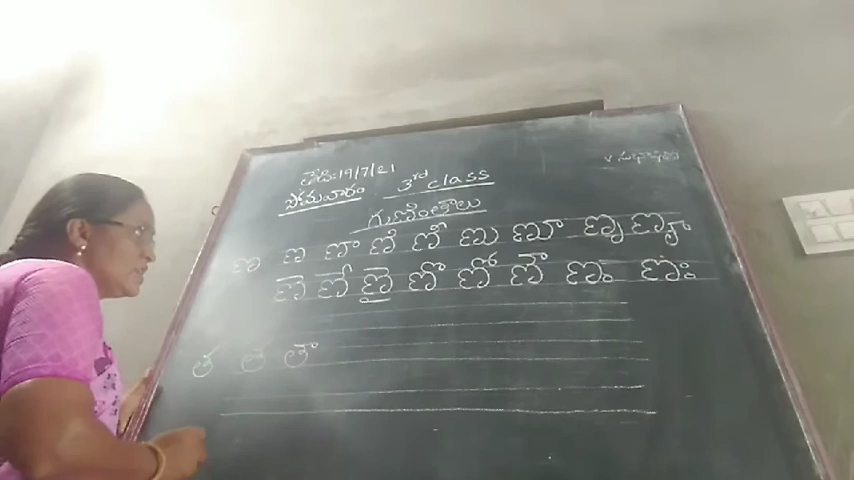 తేది:19/7/21
సోమవారం 3rd class
గుణింతాలు
ణ ణ ణా ణి ణీ ణు ణూ ణృ ణౄ
ణె ణే ణై ణొ ణో ణౌ ణం ణః
త త తా